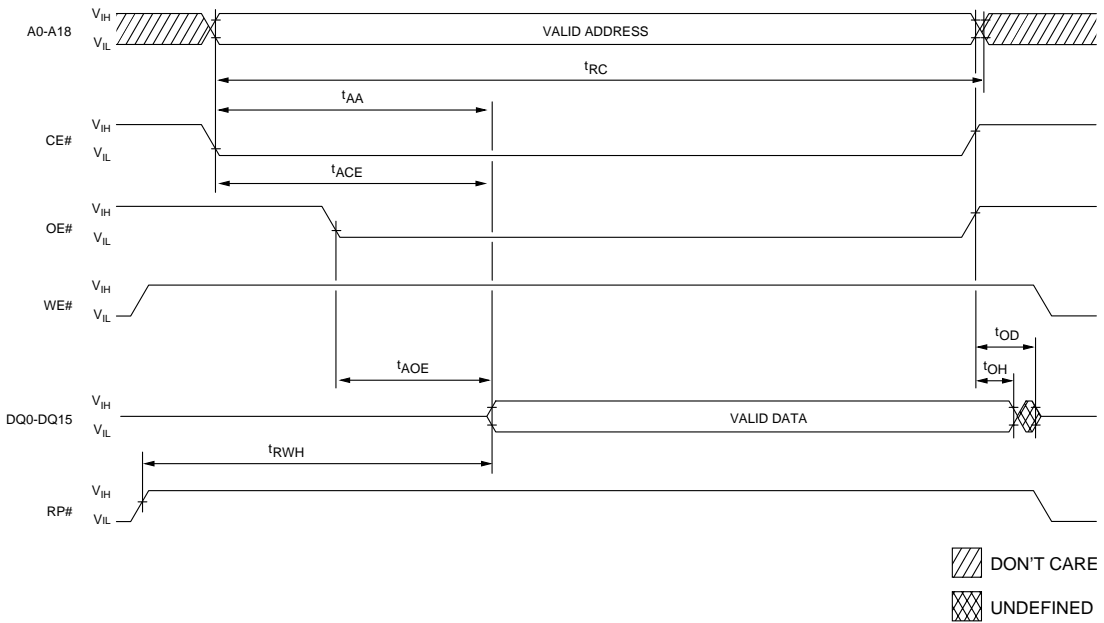 VIH
A0-A18
VIL
VALID ADDRESS
tRC
tAA
VIH
CE#
VIL
tACE
VIH
OE#
VIL
VIH
WE#
VIL
tOD
tAOE
tOH
VIH
DQ0-DQ15
VIL
VALID DATA
tRWH
VIH
RP#
VIL
DON'T CARE
UNDEFINED